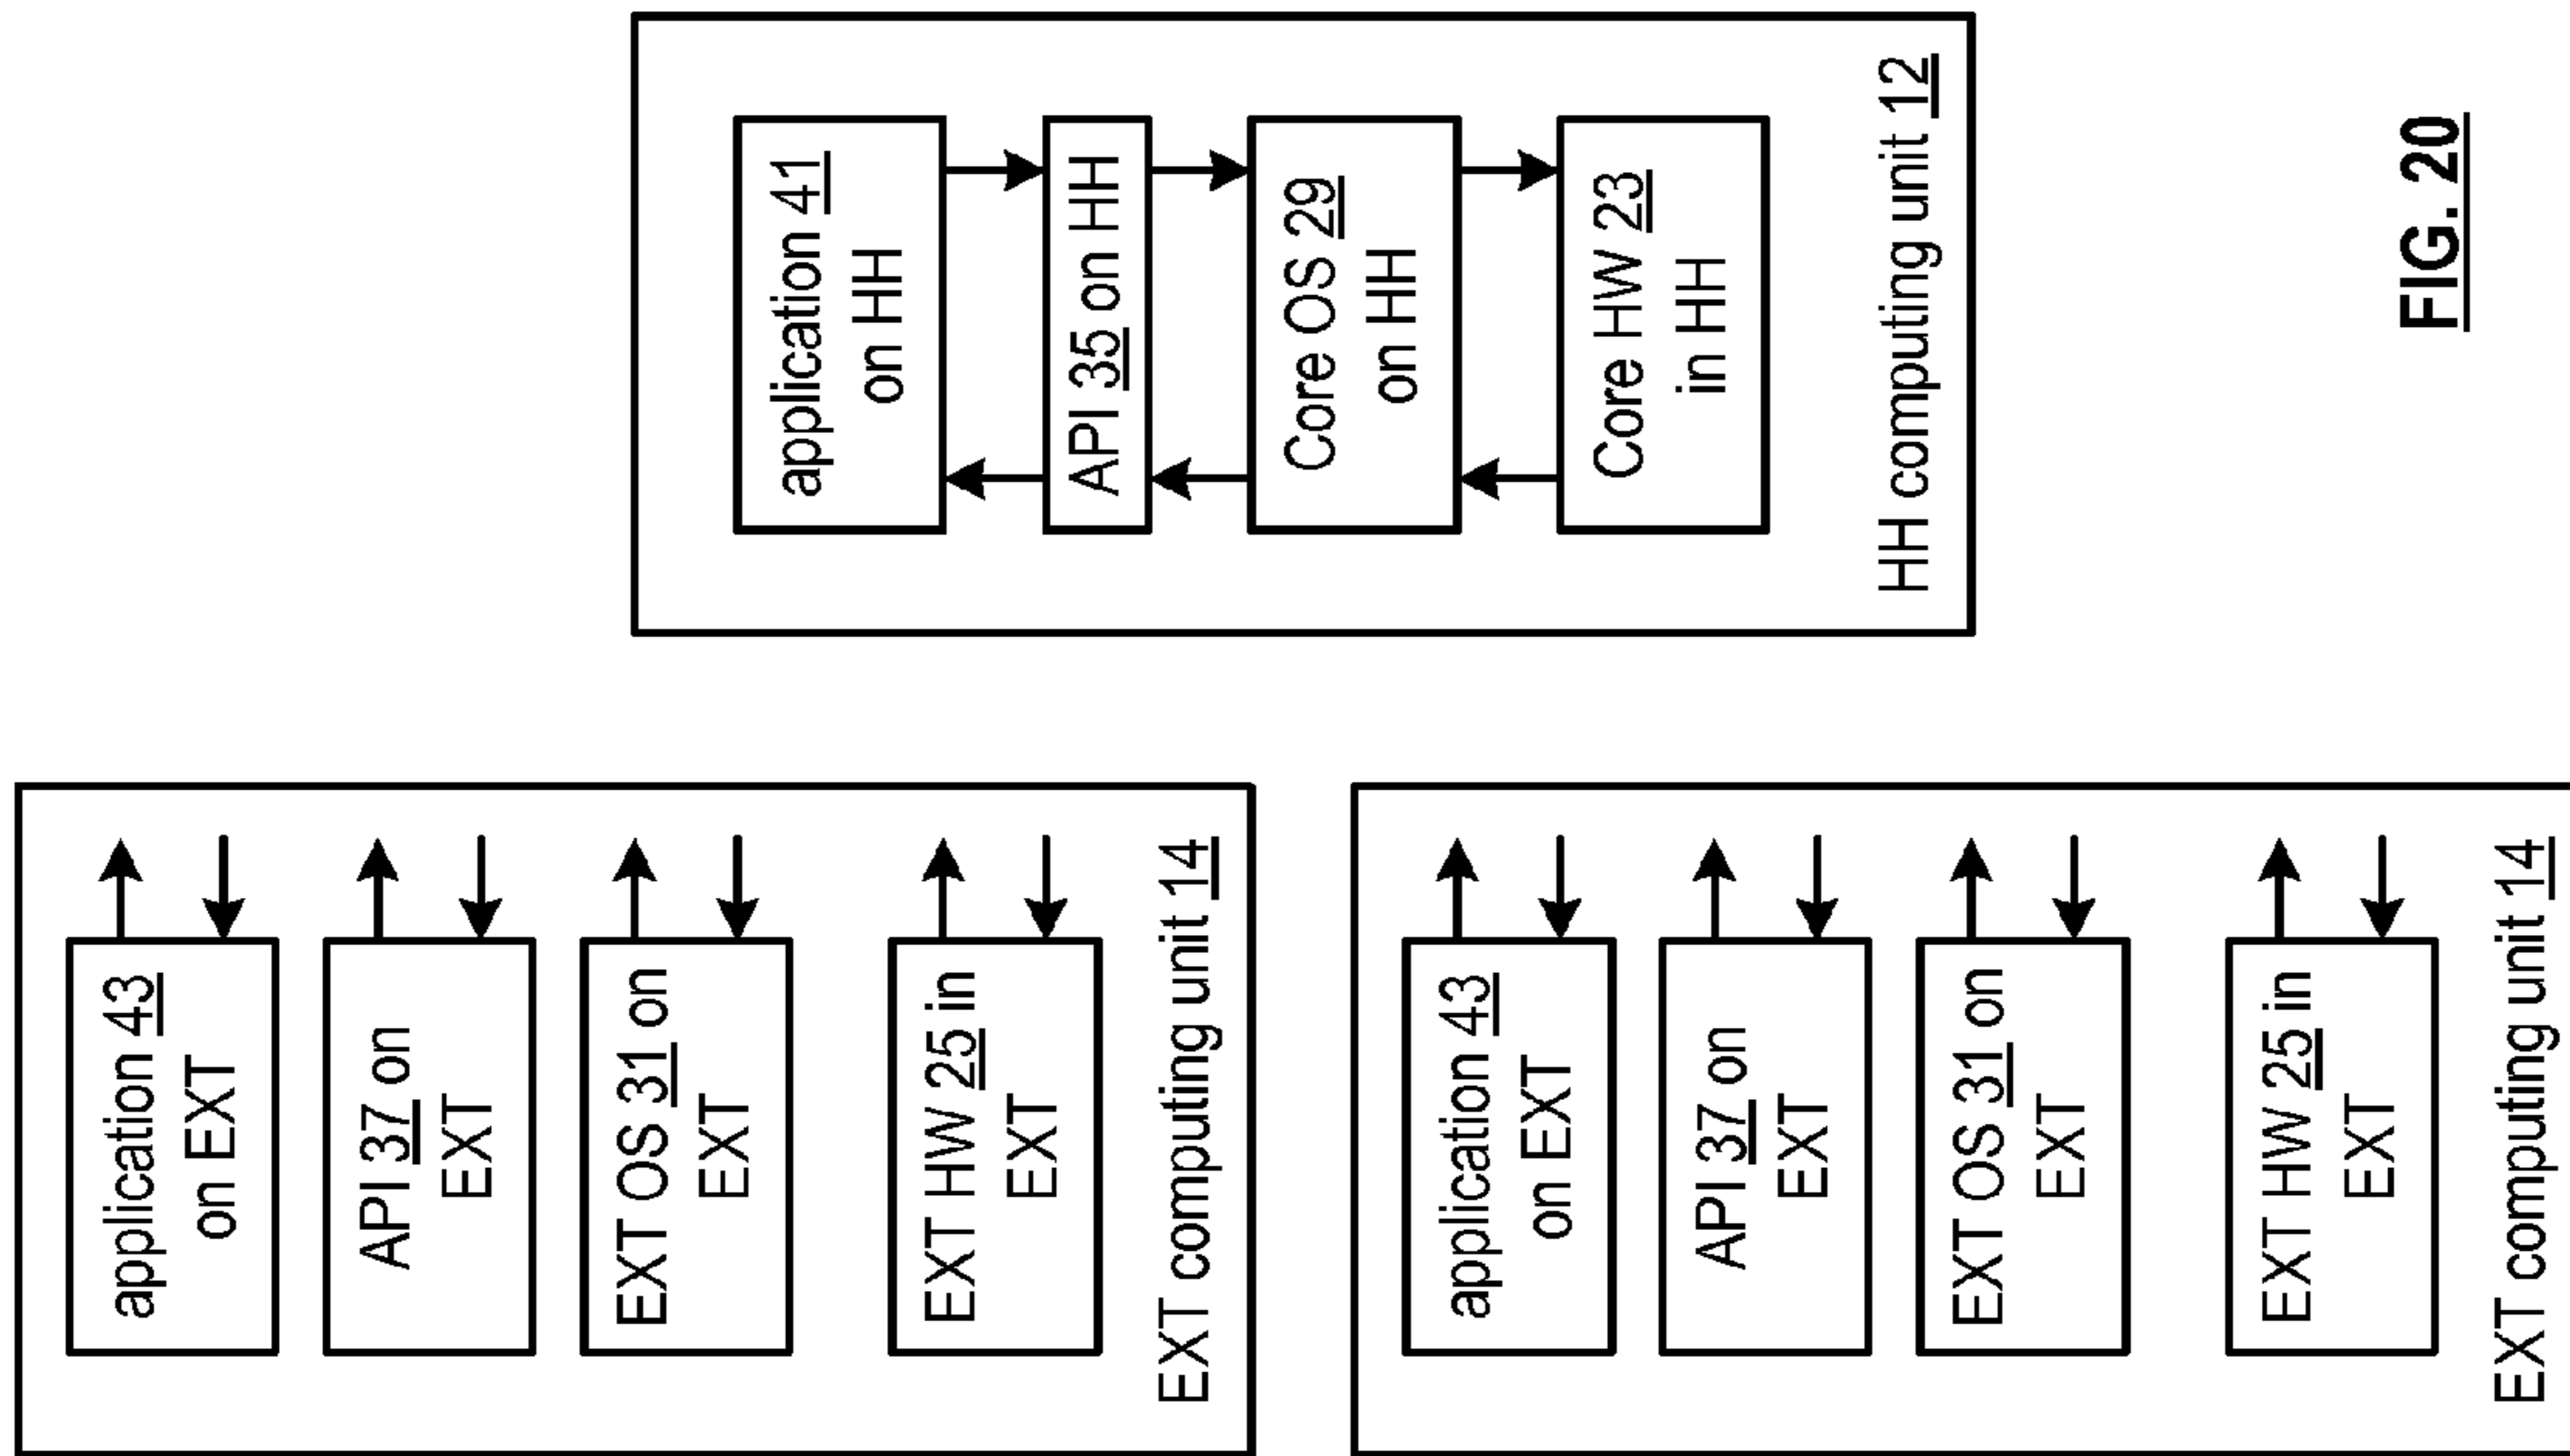 application 43
on EXT
API 37 on
EXT
EXT OS 31 on
EXT
EXT HW 25 in
EXT
EXT computing unit 14
application 43
on EXT
API 37 on
EXT
EXT OS 31 on
EXT
EXT HW 25 in
EXT
EXT computing unit 14
application 41
on HH
API 35 on HH
Core OS 29
on HH
Core HW 23
in HH
HH computing unit 12
FIG. 20